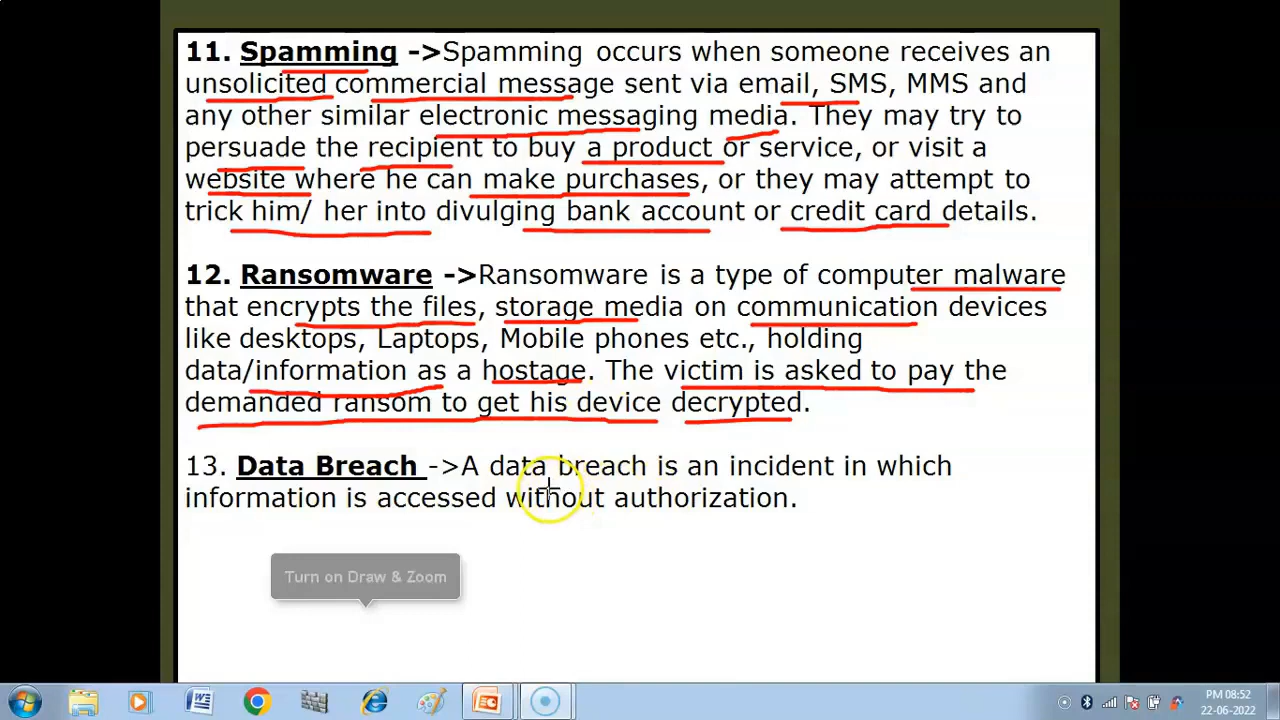 11. Spamming ->Spamming occurs when someone receives an
unsolicited commercial message sent via email, SMS, MMS and
any other similar electronic messaging media. They may try to
persuade the recipient to buy a product or service, or visit a
website where he can make purchases, or they may attempt to
trick him/ her into divulging bank account or credit card details.
12. Ransomware ->Ransomware is a type of computer malware
that encrypts the files, storage media on communication devices
like desktops, Laptops, Mobile phones etc., holding
data/information as a hostage. The victim is asked to pay the
demanded ransom to get his device decrypted.
13. Data Breach ->A data breach is an incident in which
information is accessed without authorization.
Turn on Draw & Zoom
PM 08:52
22-06-2022